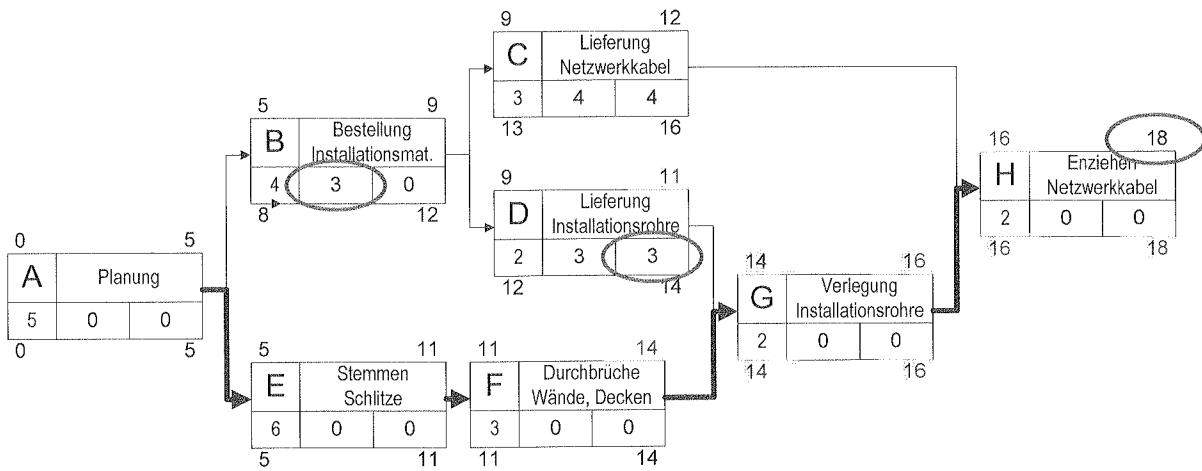 9 12
C Lieferung
Netzwerkkabel
3 4 4
13 16
5 9
B Bestellung
Installationsmat.
4 3 0
8 12
9 11
D Lieferung
Installationsrohre
2 3 3
12 14
16 18
H Enziehen
Netzwerkkabel
2 0 0
16 18
0 5
A Planung
5 0 0
0 5
14 16
G Verlegung
Installationsrohre
2 0 0
14 16
5 11
E Stemmen
Schlitze
6 0 0
5 11
11 14
F Durchbrüche
Wände, Decken
3 0 0
11 14